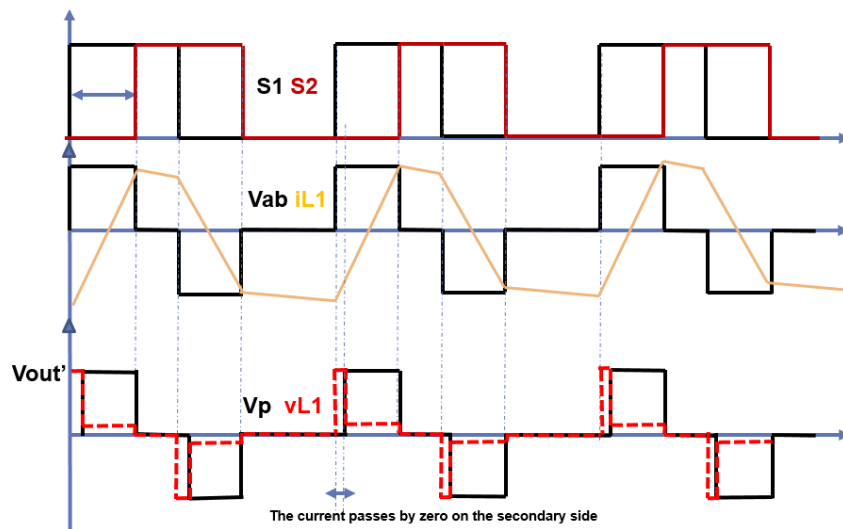 S1 S2
Vab iL1
Vout’
Vp vL1
The current passes by zero on the secondary side